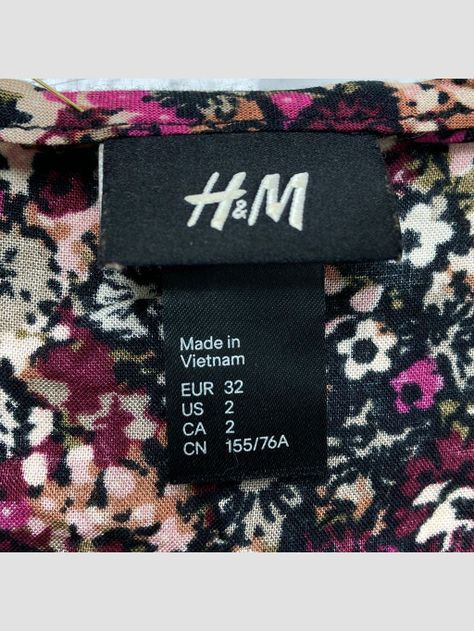 H&M
Made in
Vietnam
EUR 32
US 2
CA 2
CN 155/76A